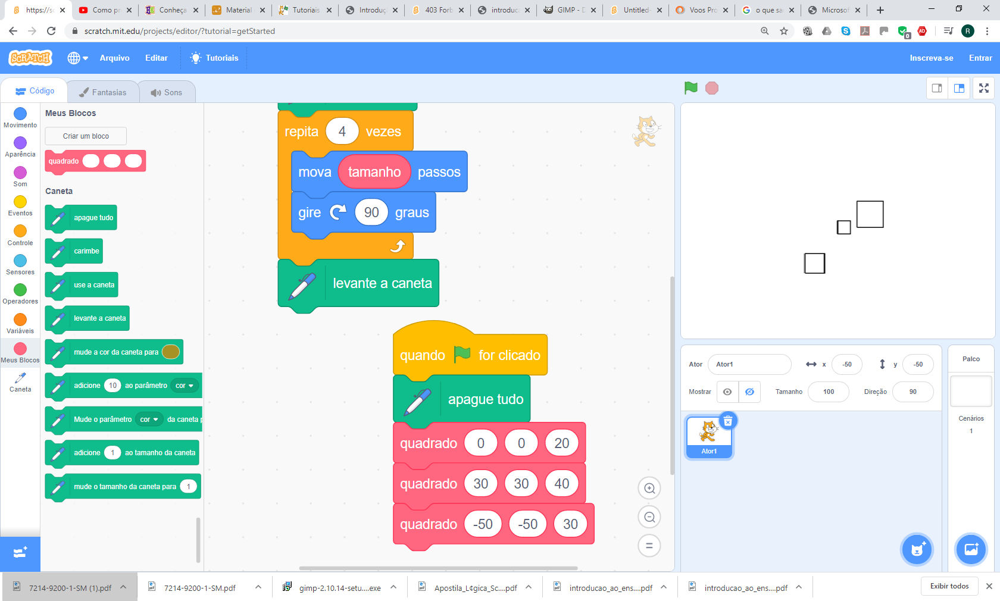 https://sc
Como pr
Conheça
Material
Tutoriais
Introduç
403 Forb
introduc
GIMP - D
Untitled-
Voos Pro
o que sa
Microsof
scratch.mit.edu/projects/editor/?tutorial=getStarted
0
R
SCRATCH
Arquivo
Editar
Tutoriais
Inscreva-se
Entrar
Código
Fantasias
Sons
Movimento
Aparência
Som
Eventos
Controle
Sensores
Operadores
Variáveis
Meus Blocos
Caneta
Meus Blocos
Criar um bloco
quadrado
Caneta
apague tudo
carimbe
use a caneta
levante a caneta
mude a cor da caneta para
adicione 10 ao parâmetro cor
Mude o parâmetro cor da caneta p
adicione 1 ao tamanho da caneta
mude o tamanho da caneta para 1
repita 4 vezes
mova tamanho passos
gire 90 graus
levante a caneta
quando for clicado
apague tudo
quadrado 0 0 20
quadrado 30 30 40
quadrado -50 -50 30
Ator Ator1 x -50 y -50
Mostrar Tamanho 100 Direção 90
Ator1
Palco
Cenários
1
7214-9200-1-SM (1).pdf
7214-9200-1-SM.pdf
gimp-2.10.14-setu....exe
Apostila_L¢gica_Sc....pdf
introducao_ao_ens....pdf
introducao_ao_ens....pdf
Exibir todos